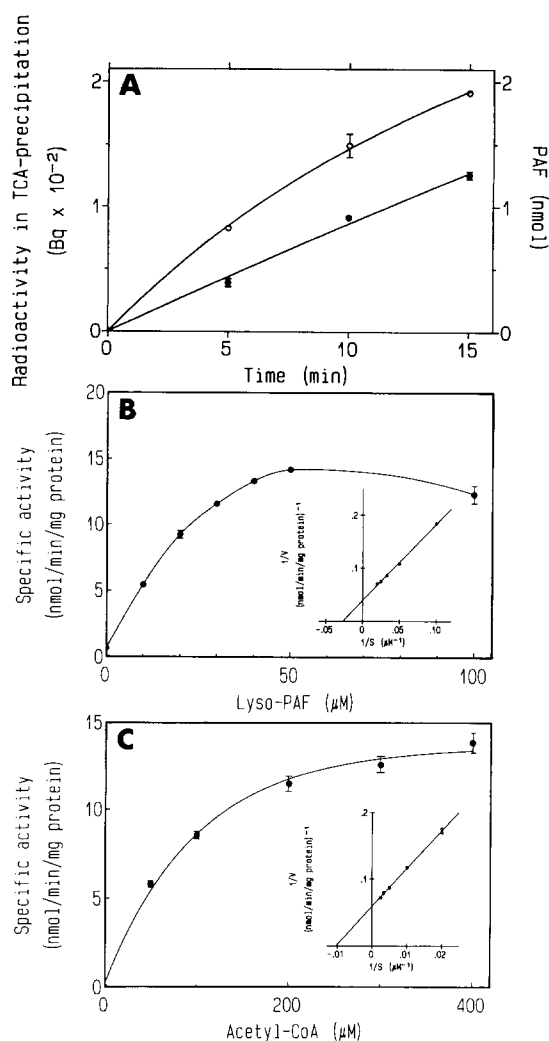 A
Radioactivity in TCA-precipitation
(Bq x 10⁻²)
2
1
0
PAF
(nmol)
2
1
0
0 5 10 15
Time (min)
B
Specific activity
(nmol/min/mg protein)
20
15
10
5
0
1/V
(nmol/min/mg protein)⁻¹
.2
.1
-.05 0 .05 .10
1/S (µM⁻¹)
0 50 100
Lyso-PAF (µM)
C
Specific activity
(nmol/min/mg protein)
15
10
5
0
1/V
(nmol/min/mg protein)⁻¹
.2
.1
-.01 0 .01 .02
1/S (µM⁻¹)
0 200 400
Acetyl-CoA (µM)